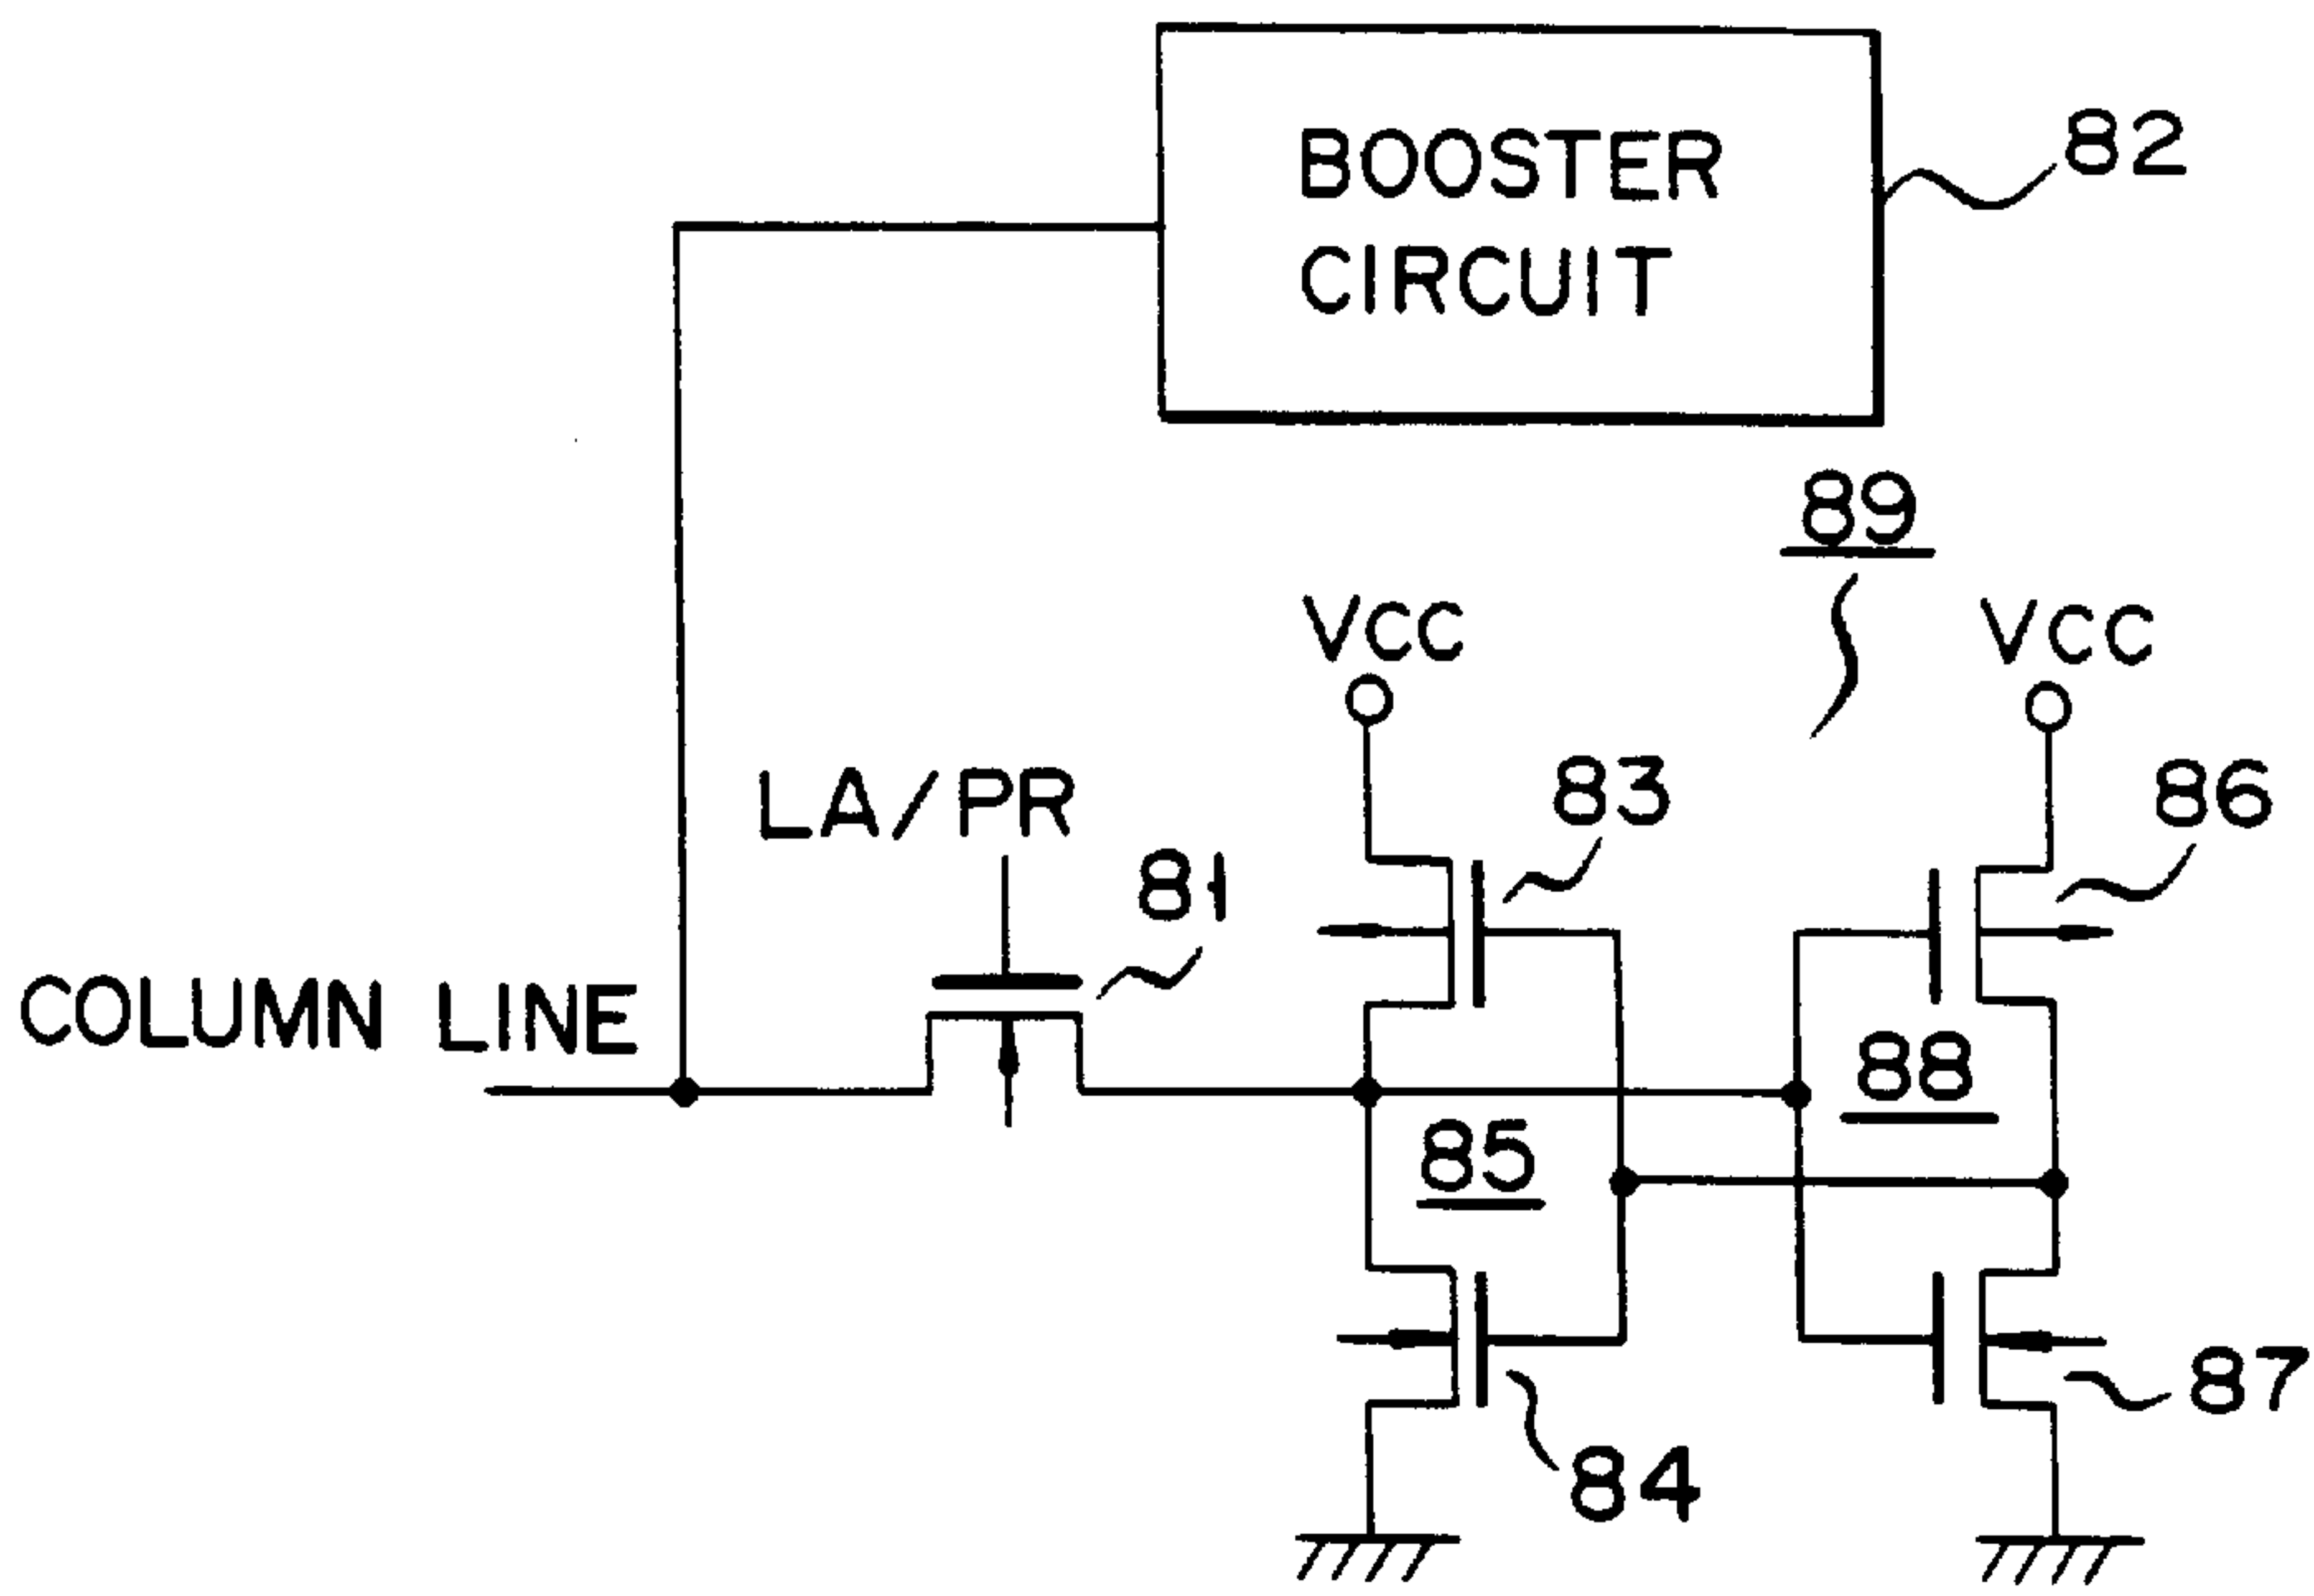 BOOSTER
CIRCUIT
82
89
VCC
VCC
83
86
LA/PR
81
COLUMN LINE
88
85
87
84